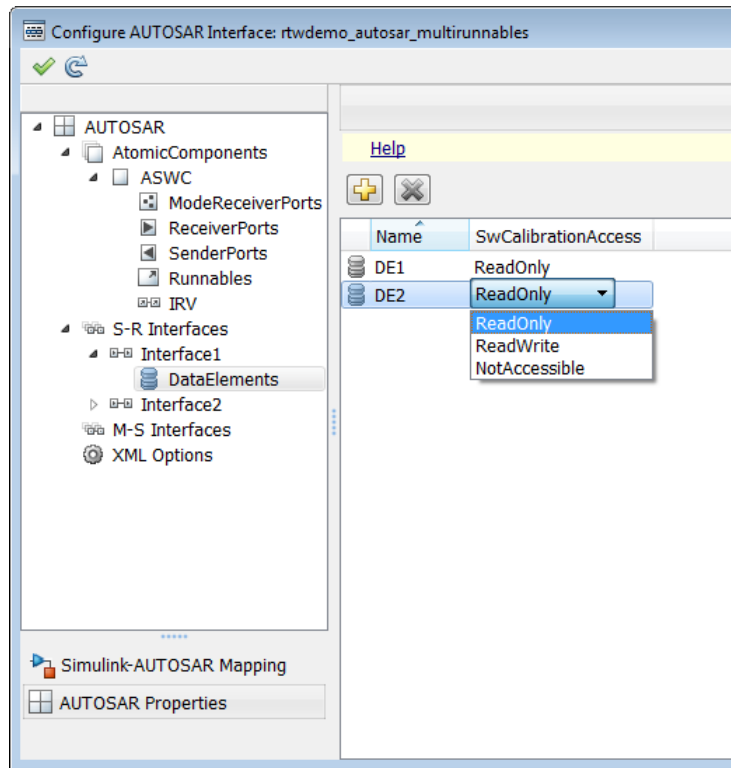 Configure AUTOSAR Interface: rtwdemo_autosar_multirunnables
AUTOSAR
AtomicComponents
ASWC
ModeReceiverPorts
ReceiverPorts
SenderPorts
Runnables
IRV
S-R Interfaces
Interface1
DataElements
Interface2
M-S Interfaces
XML Options
Simulink-AUTOSAR Mapping
AUTOSAR Properties
Help
Name SwCalibrationAccess
DE1 ReadOnly
DE2 ReadOnly
ReadOnly
ReadWrite
NotAccessible